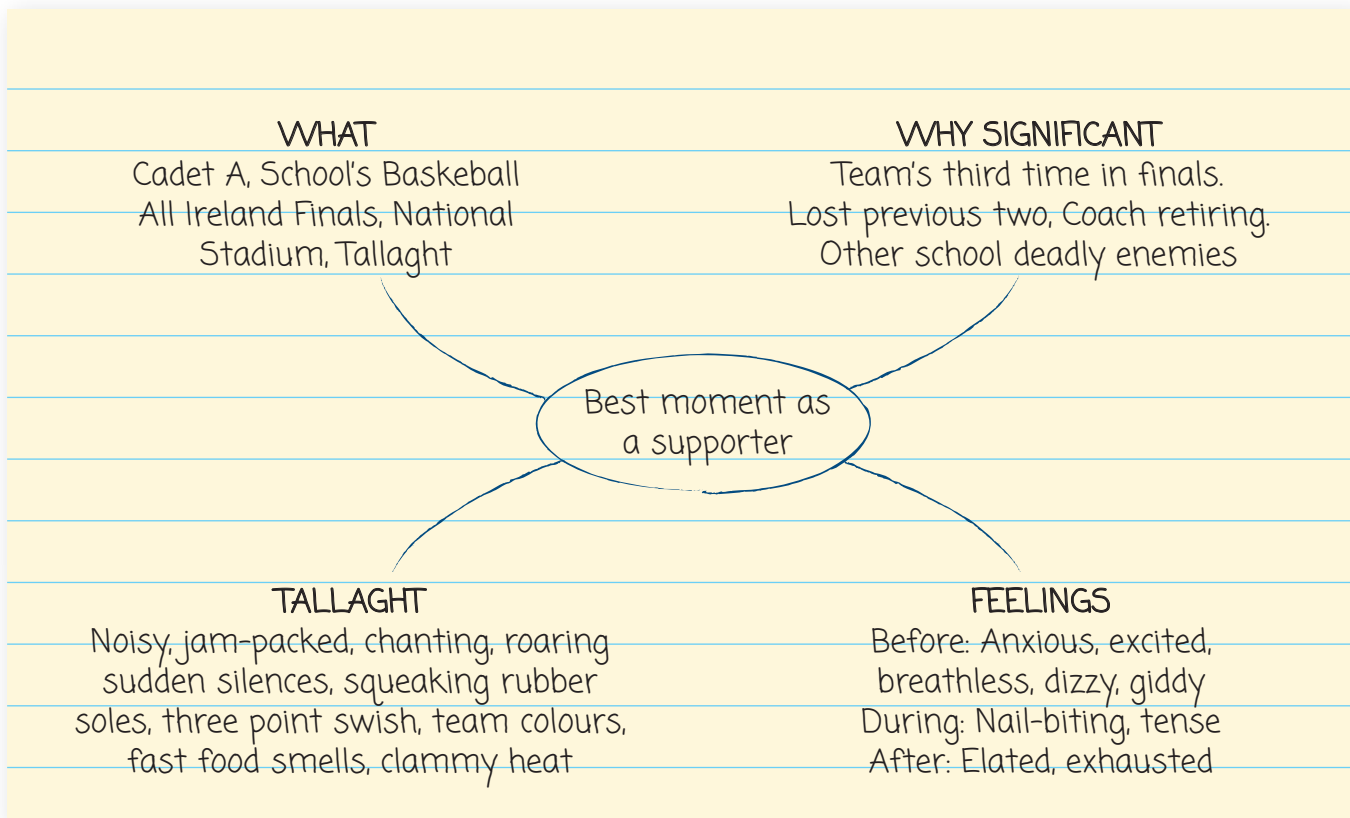 WHAT
Cadet A, School's Baskeball
All Ireland Finals, National
Stadium, Tallaght
WHY SIGNIFICANT
Team's third time in finals.
Lost previous two, Coach retiring.
Other school deadly enemies
Best moment as
a supporter
TALLAGHT
Noisy, jam-packed, chanting, roaring
sudden silences, squeaking rubber
soles, three point swish, team colours,
fast food smells, clammy heat
FEELINGS
Before: Anxious, excited,
breathless, dizzy, giddy
During: Nail-biting, tense
After: Elated, exhausted